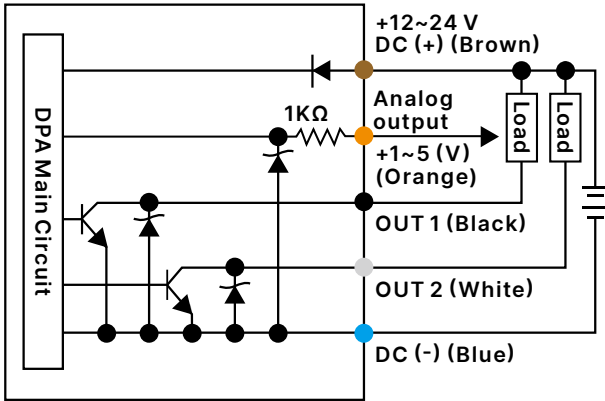 +12~24 V
DC (+) (Brown)
DPA Main Circuit
1KΩ
Analog
output
+1~5 (V)
(Orange)
Load
Load
OUT 1 (Black)
OUT 2 (White)
DC (-) (Blue)